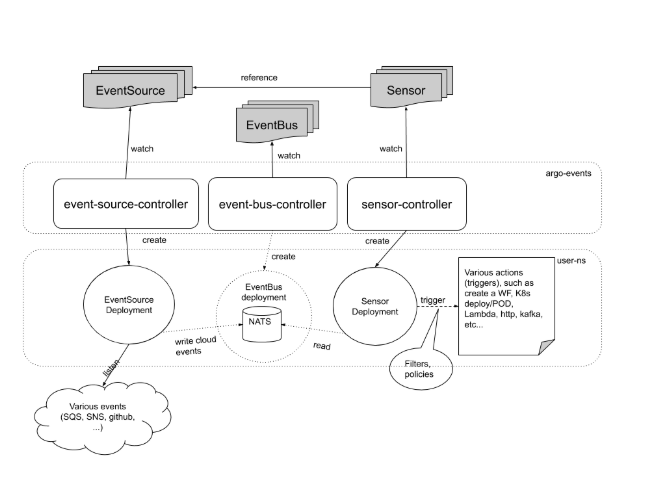 reference
EventSource
Sensor
EventBus
watch
watch
watch
argo-events
event-source-controller
event-bus-controller
sensor-controller
create
create
create
user-ns
EventSource
Deployment
EventBus
deployment
NATS
Sensor
Deployment
trigger
Various actions
(triggers), such as
create a WF, K8s
deploy/POD,
Lambda, http, kafka,
etc...
write cloud
events
read
Filters,
policies
listen
Various events
(SQS, SNS, github,
...)